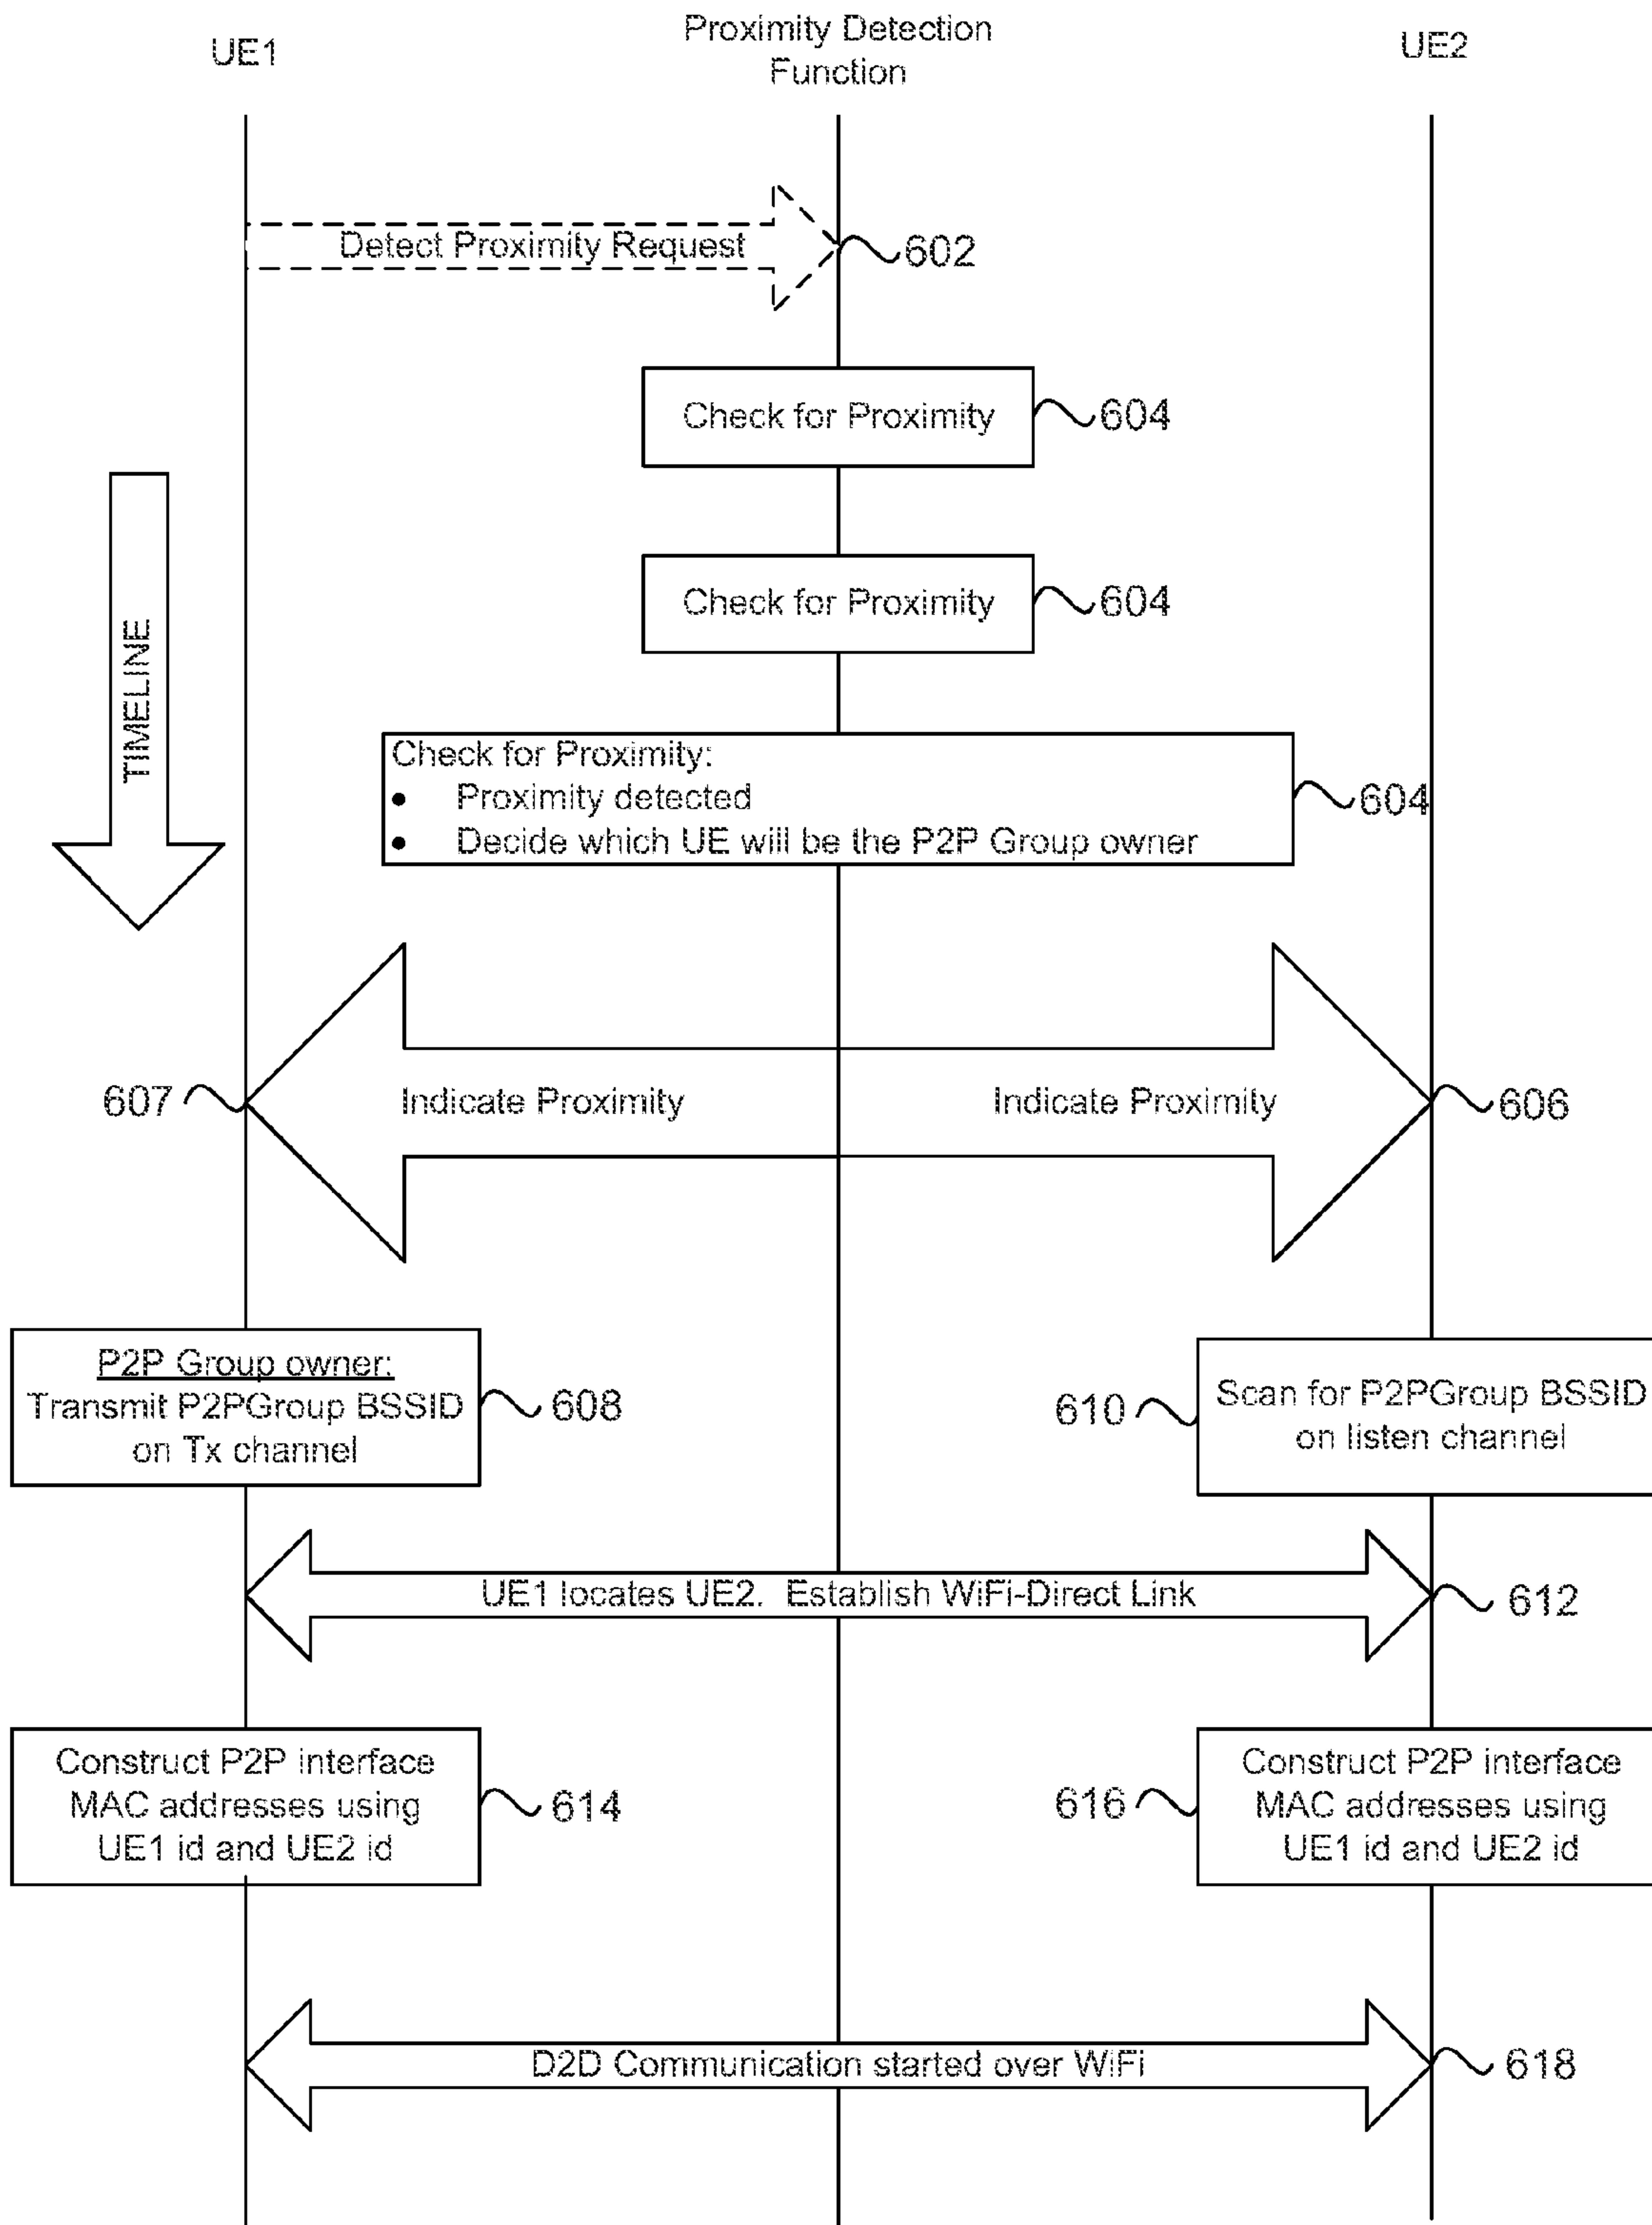 UE1
Proximity Detection
Function
UE2
Detect Proximity Request
602
Check for Proximity
604
Check for Proximity
604
TIMELINE
Check for Proximity:
• Proximity detected
• Decide which UE will be the P2P Group owner
604
607
Indicate Proximity
Indicate Proximity
606
P2P Group owner:
Transmit P2PGroup BSSID
on Tx channel
608
610
Scan for P2PGroup BSSID
on listen channel
UE1 locates UE2. Establish WiFi-Direct Link
612
Construct P2P interface
MAC addresses using
UE1 id and UE2 id
614
616
Construct P2P interface
MAC addresses using
UE1 id and UE2 id
D2D Communication started over WiFi
618